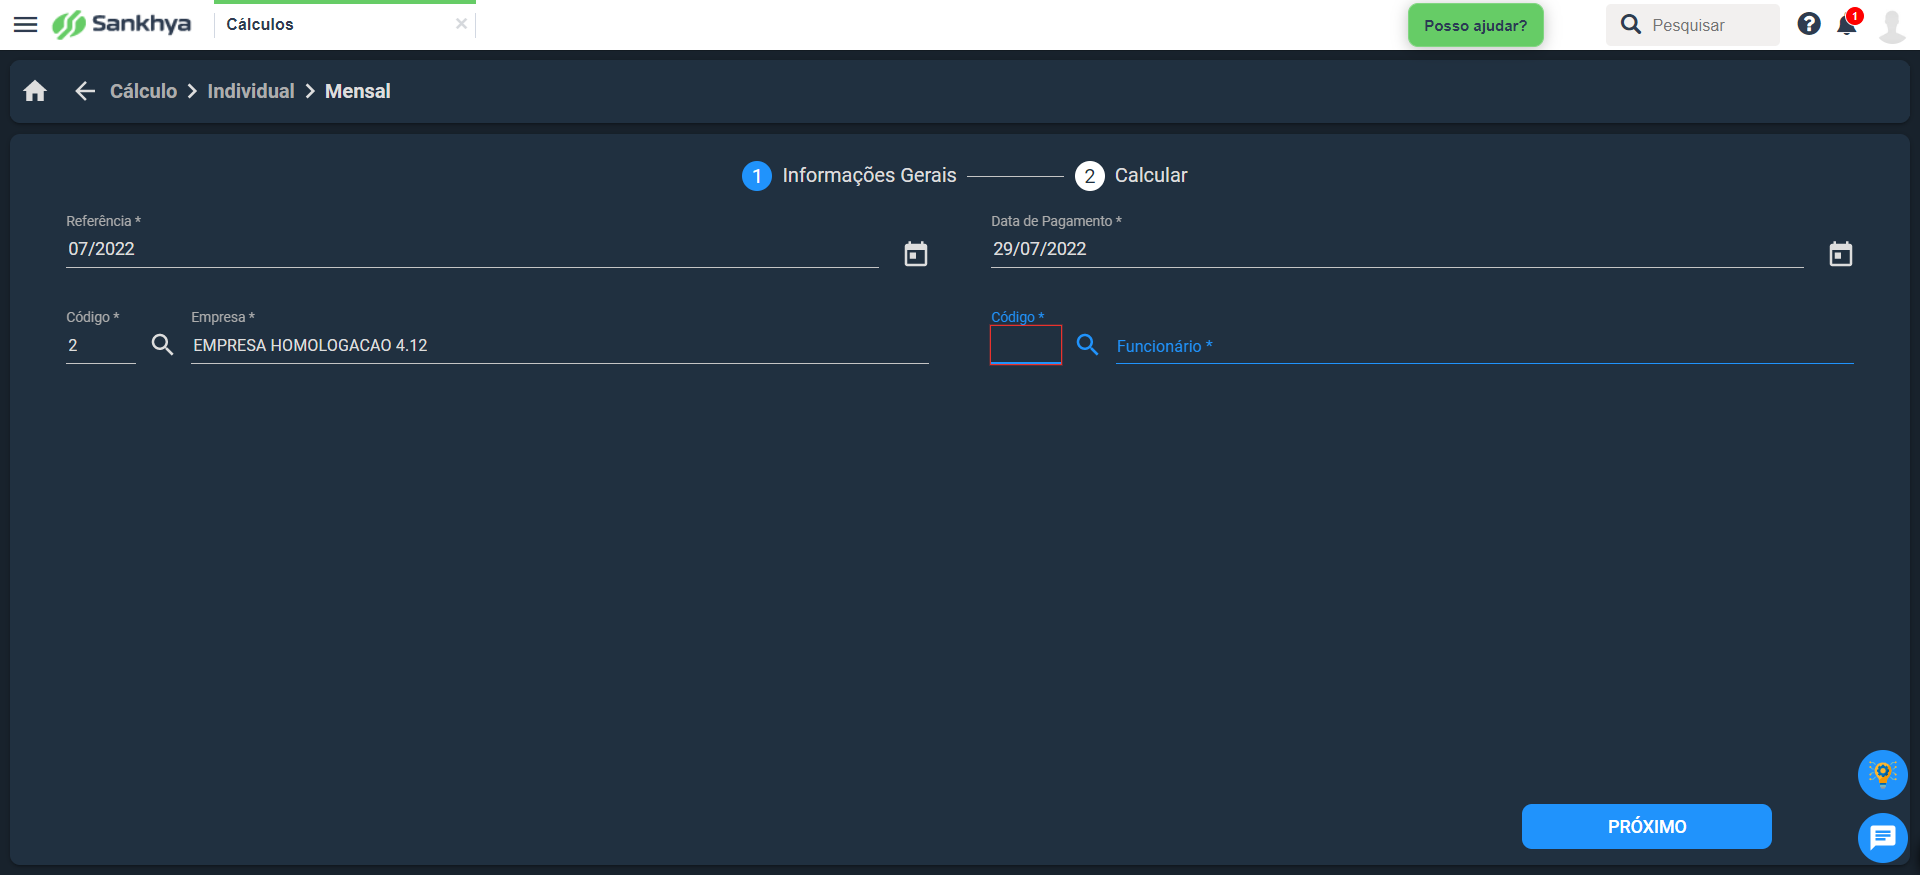 Sankhya
Cálculos
Posso ajudar?
Pesquisar
1
Cálculo
Individual
Mensal
1 Informações Gerais
2 Calcular
Referência *
07/2022
Data de Pagamento *
29/07/2022
Código *
2
Empresa *
EMPRESA HOMOLOGACAO 4.12
Código *
Funcionário *
PRÓXIMO